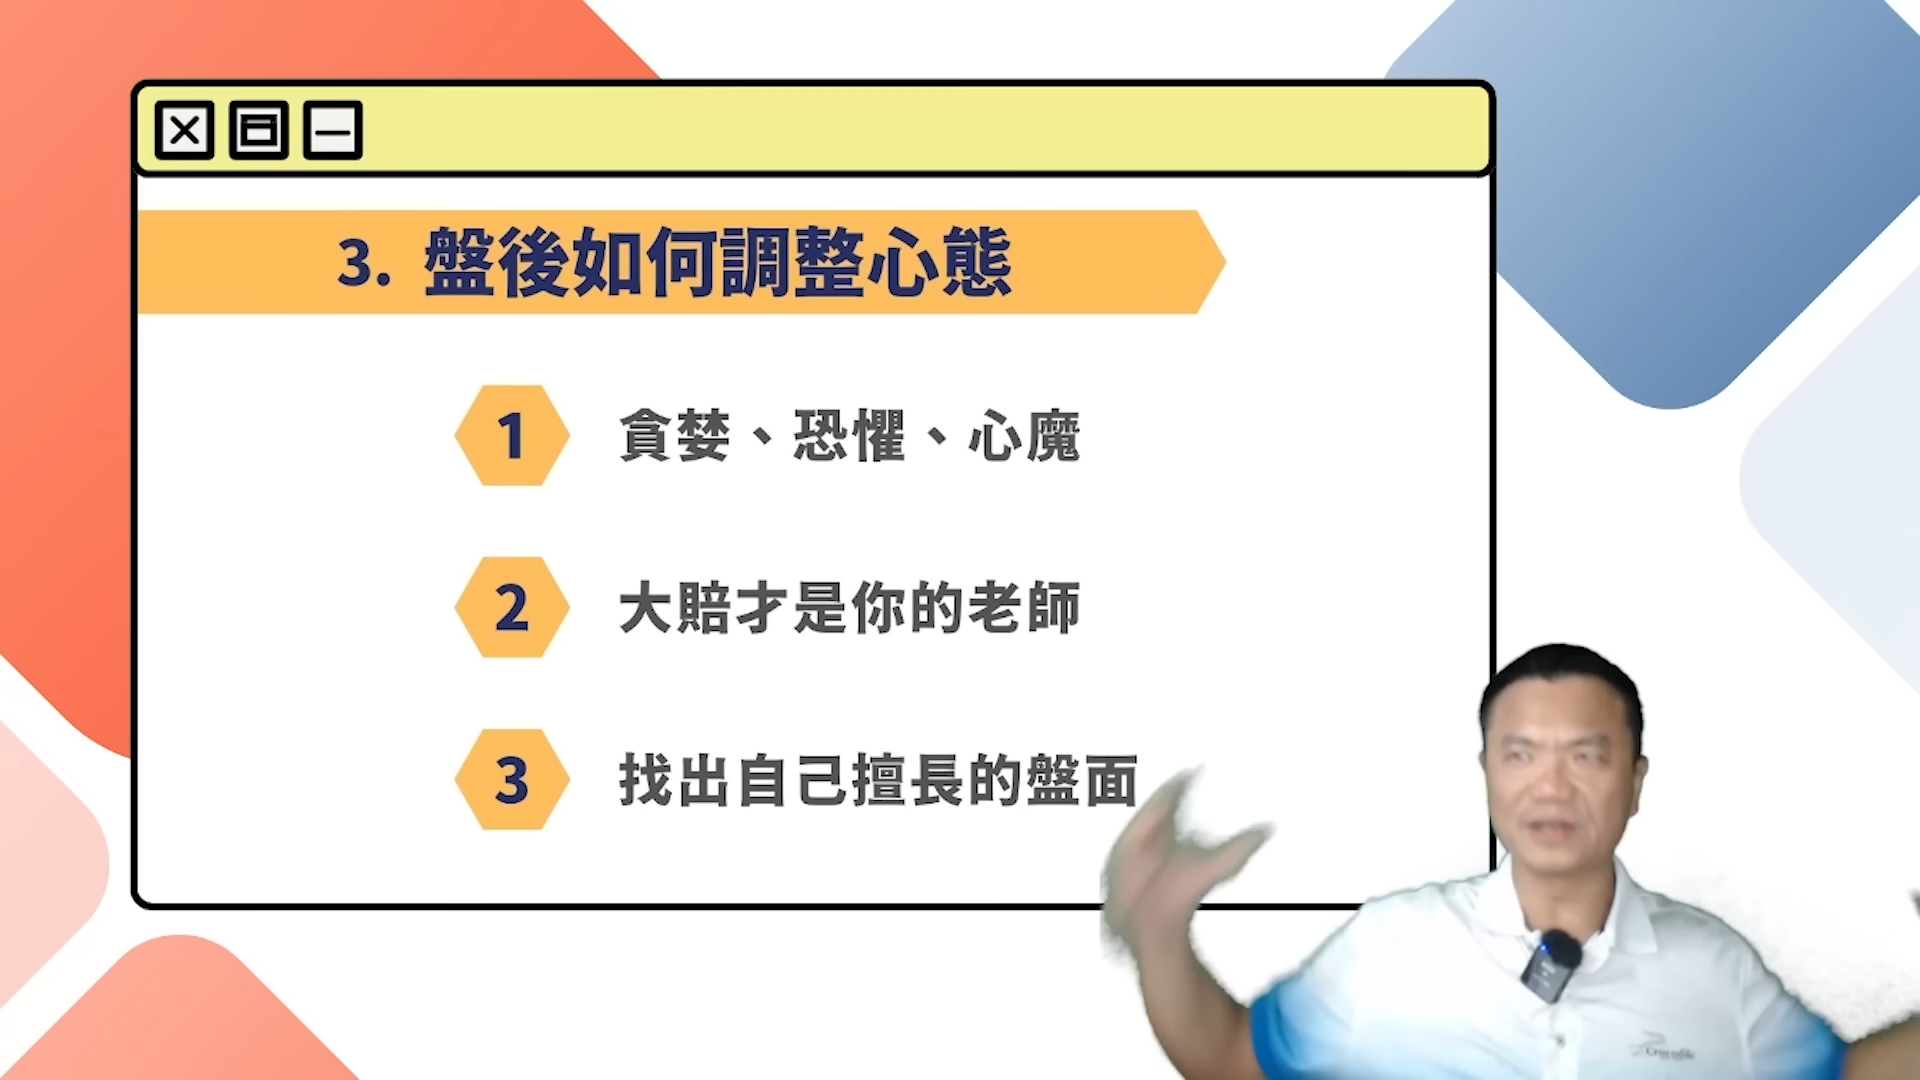 3. 盤後如何調整心態
1 貪婪、恐懼、心魔
2 大賠才是你的老師
3 找出自己擅長的盤面
Crocodile